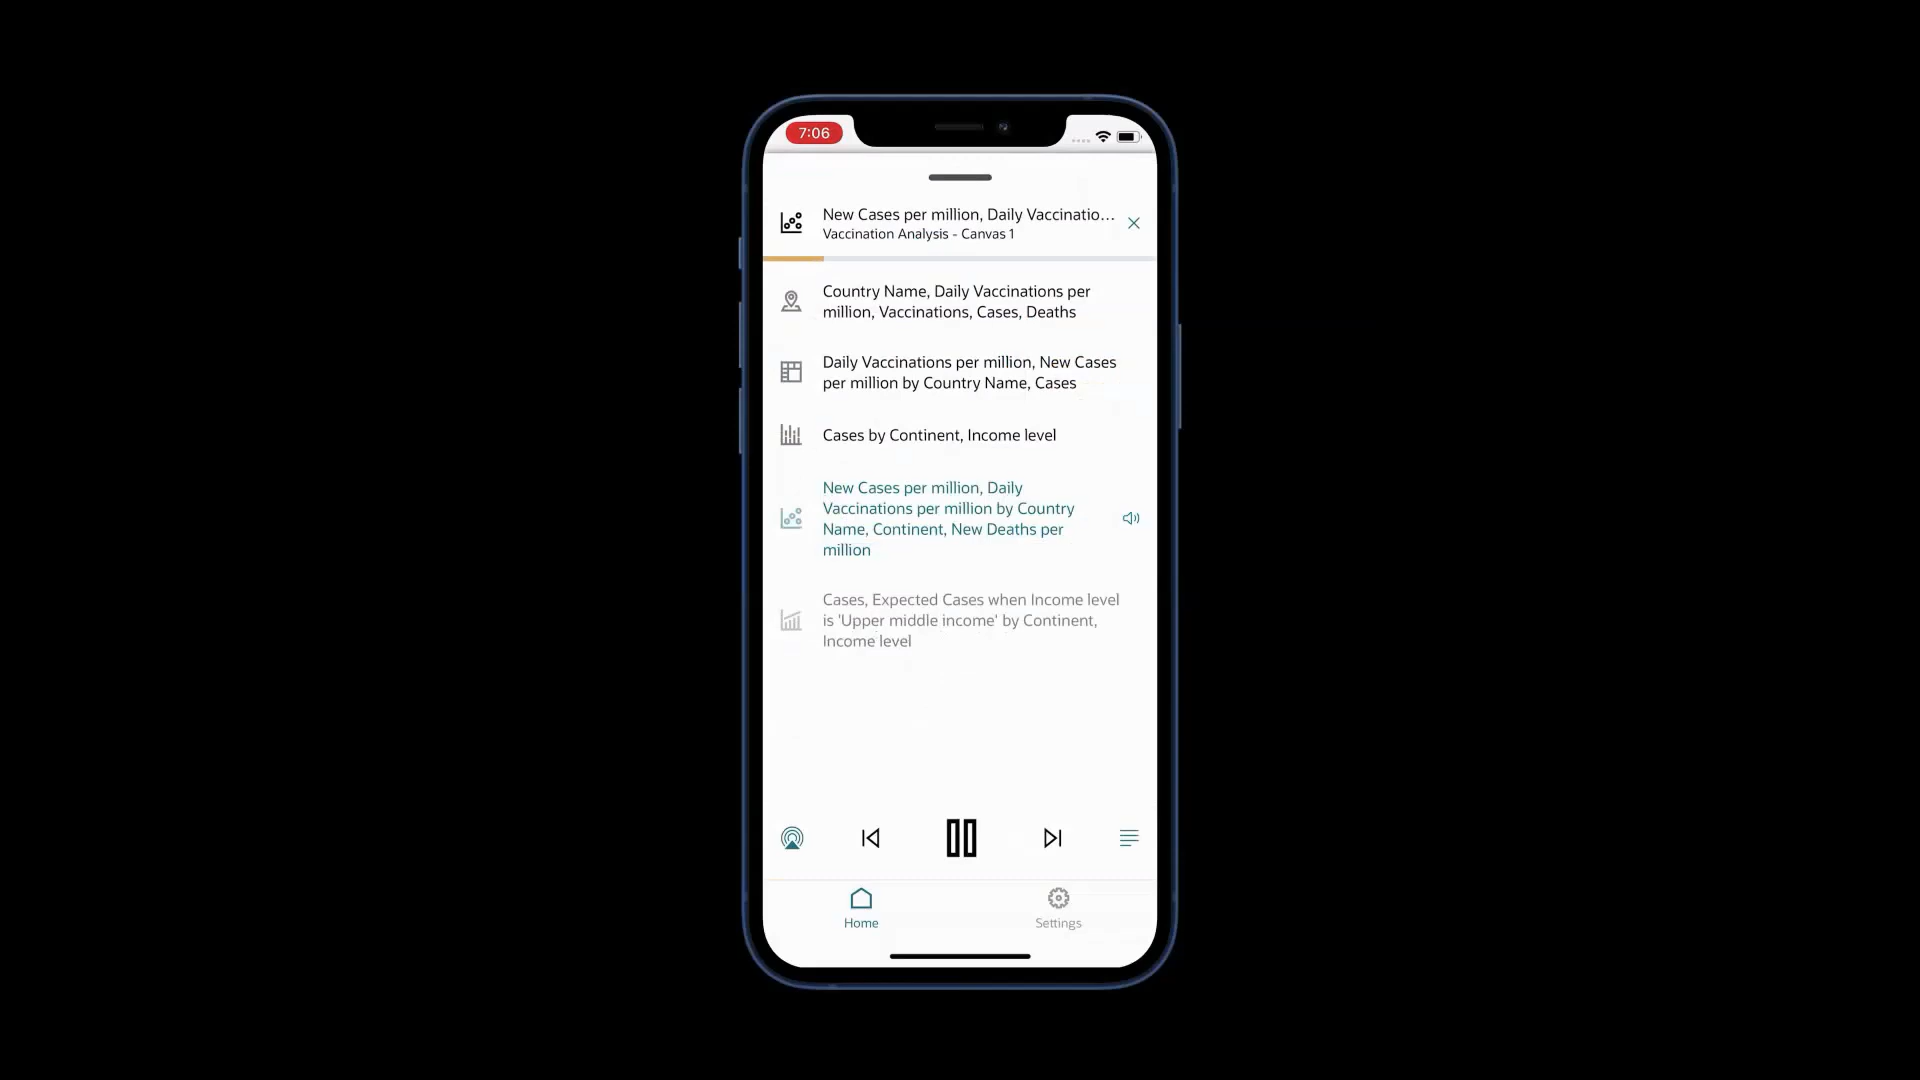 7:06
New Cases per million, Daily Vaccinatio...
Vaccination Analysis - Canvas 1
Country Name, Daily Vaccinations per
million, Vaccinations, Cases, Deaths
Daily Vaccinations per million, New Cases
per million by Country Name, Cases
Cases by Continent, Income level
New Cases per million, Daily
Vaccinations per million by Country
Name, Continent, New Deaths per
million
Cases, Expected Cases when Income level
is 'Upper middle income' by Continent,
Income level
Home
Settings